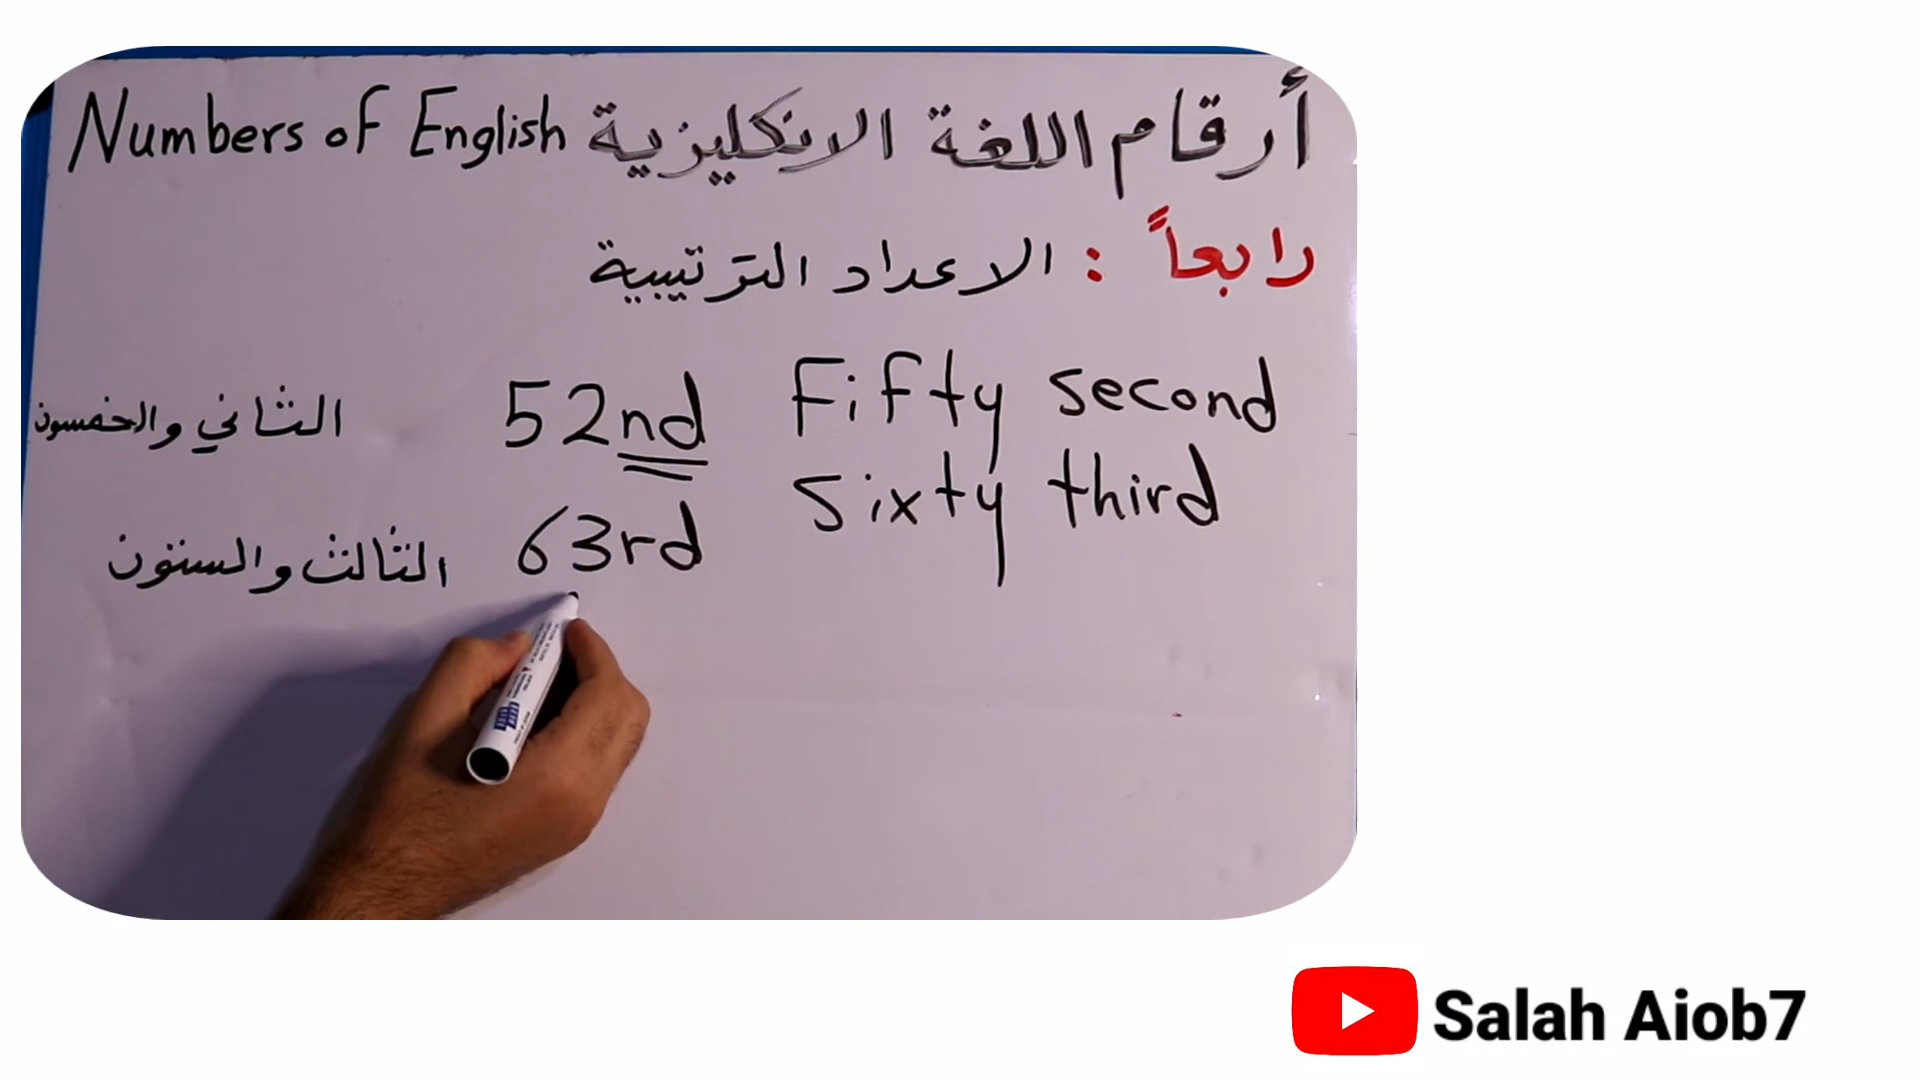 أرقام اللغة الانكليزية Numbers of English
رابعاً : الاعداد الترتيبية
الثاني والخمسون 52nd Fifty second
الثالث والستون 63rd Sixty third
Salah Aiob7